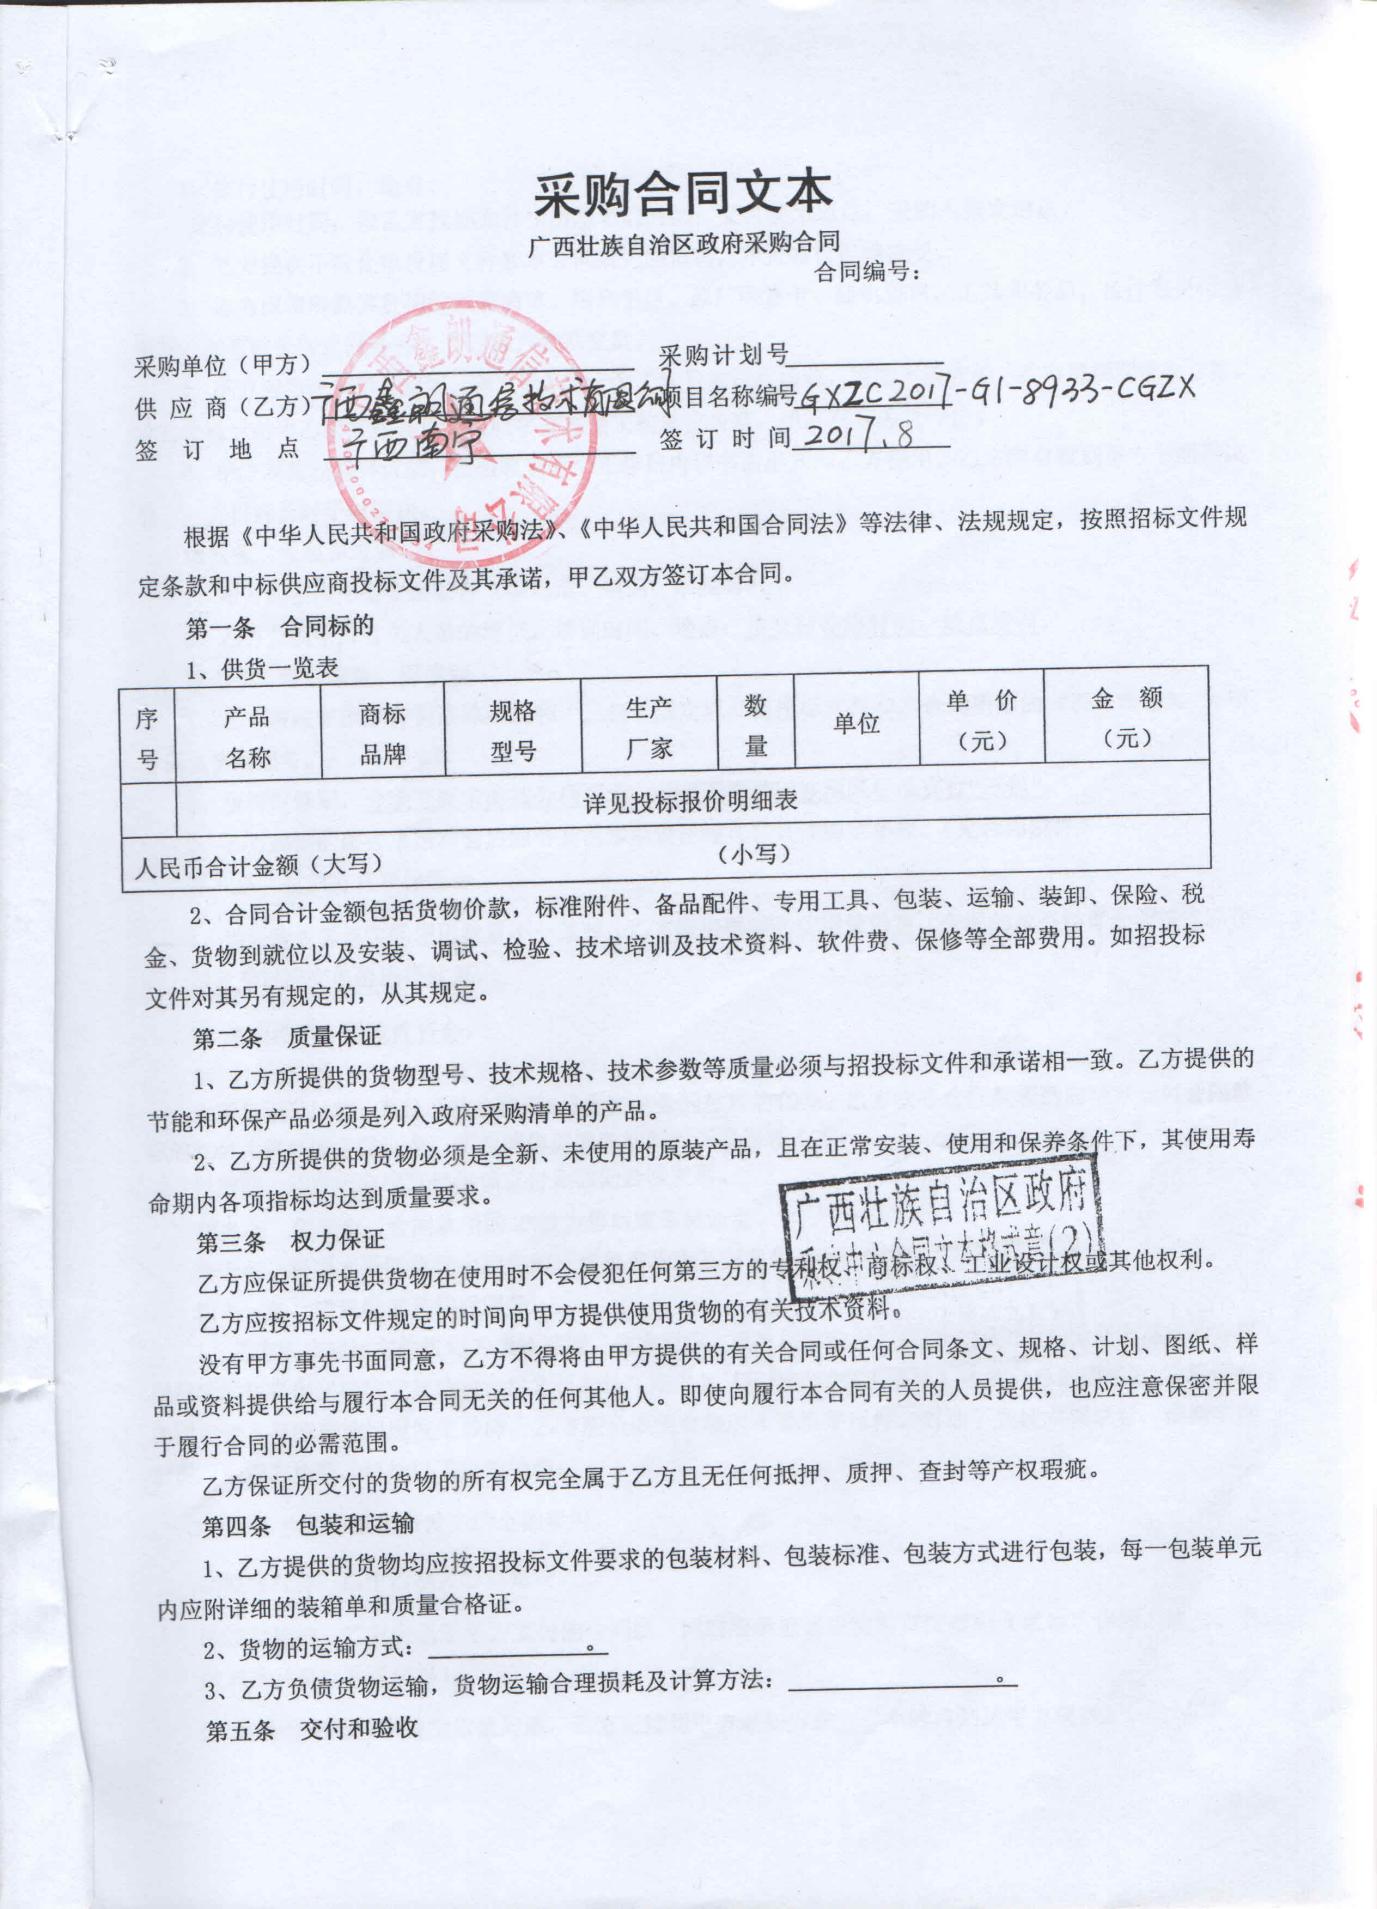 采购合同文本
广西壮族自治区政府采购合同
合同编号：
采购单位（甲方） 采购计划号
供 应 商（乙方）广西鑫朗通信技术有限公司 项目名称编号 GXZC2017-G1-8933-CGZX
签 订 地 点 广西南宁 签 订 时 间 2017.8
广西鑫朗通信技术有限公司
根据《中华人民共和国政府采购法》、《中华人民共和国合同法》等法律、法规规定，按照招标文件规
定条款和中标供应商投标文件及其承诺，甲乙双方签订本合同。
第一条 合同标的
1、供货一览表
序号 产品名称 商标品牌 规格型号 生产厂家 数量 单位 单 价（元） 金 额（元）
详见投标报价明细表
人民币合计金额（大写） （小写）
2、合同合计金额包括货物价款，标准附件、备品配件、专用工具、包装、运输、装卸、保险、税
金、货物到就位以及安装、调试、检验、技术培训及技术资料、软件费、保修等全部费用。如招投标
文件对其另有规定的，从其规定。
第二条 质量保证
1、乙方所提供的货物型号、技术规格、技术参数等质量必须与招投标文件和承诺相一致。乙方提供的
节能和环保产品必须是列入政府采购清单的产品。
2、乙方所提供的货物必须是全新、未使用的原装产品，且在正常安装、使用和保养条件下，其使用寿
命期内各项指标均达到质量要求。
广西壮族自治区政府
采购中心合同文本格式章(2)
第三条 权力保证
乙方应保证所提供货物在使用时不会侵犯任何第三方的专利权、商标权、工业设计权或其他权利。
乙方应按招标文件规定的时间向甲方提供使用货物的有关技术资料。
没有甲方事先书面同意，乙方不得将由甲方提供的有关合同或任何合同条文、规格、计划、图纸、样
品或资料提供给与履行本合同无关的任何其他人。即使向履行本合同有关的人员提供，也应注意保密并限
于履行合同的必需范围。
乙方保证所交付的货物的所有权完全属于乙方且无任何抵押、质押、查封等产权瑕疵。
第四条 包装和运输
1、乙方提供的货物均应按招投标文件要求的包装材料、包装标准、包装方式进行包装，每一包装单元
内应附详细的装箱单和质量合格证。
2、货物的运输方式： 。
3、乙方负债货物运输，货物运输合理损耗及计算方法： 。
第五条 交付和验收